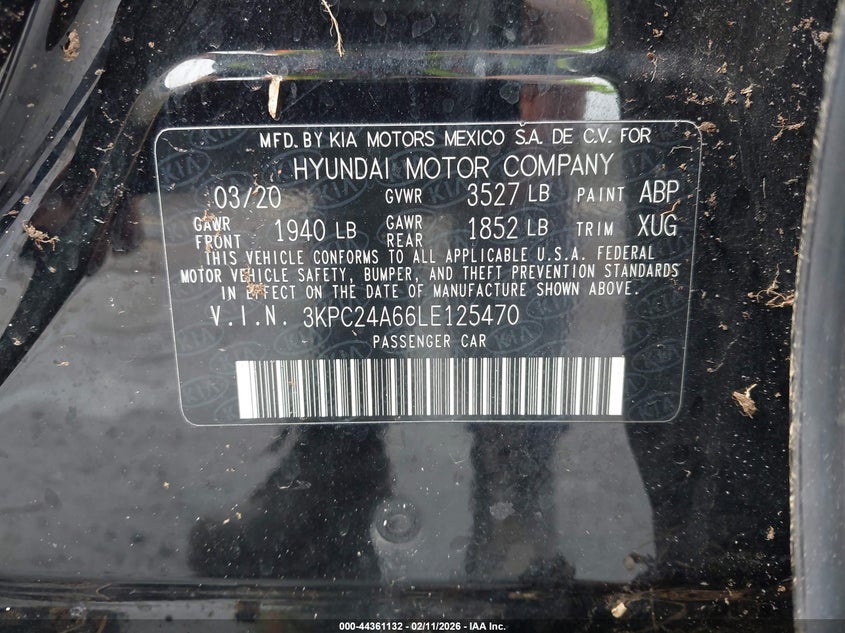 MFD. BY KIA MOTORS MEXICO S.A. DE C.V. FOR
HYUNDAI MOTOR COMPANY
03/20 GVWR 3527 LB PAINT ABP
GAWR FRONT 1940 LB GAWR REAR 1852 LB TRIM XUG
THIS VEHICLE CONFORMS TO ALL APPLICABLE U.S.A. FEDERAL
MOTOR VEHICLE SAFETY, BUMPER, AND THEFT PREVENTION STANDARDS
IN EFFECT ON THE DATE OF MANUFACTURE SHOWN ABOVE.
V.I.N. 3KPC24A66LE125470
PASSENGER CAR
000-44361132 - 02/11/2026 - IAA Inc.